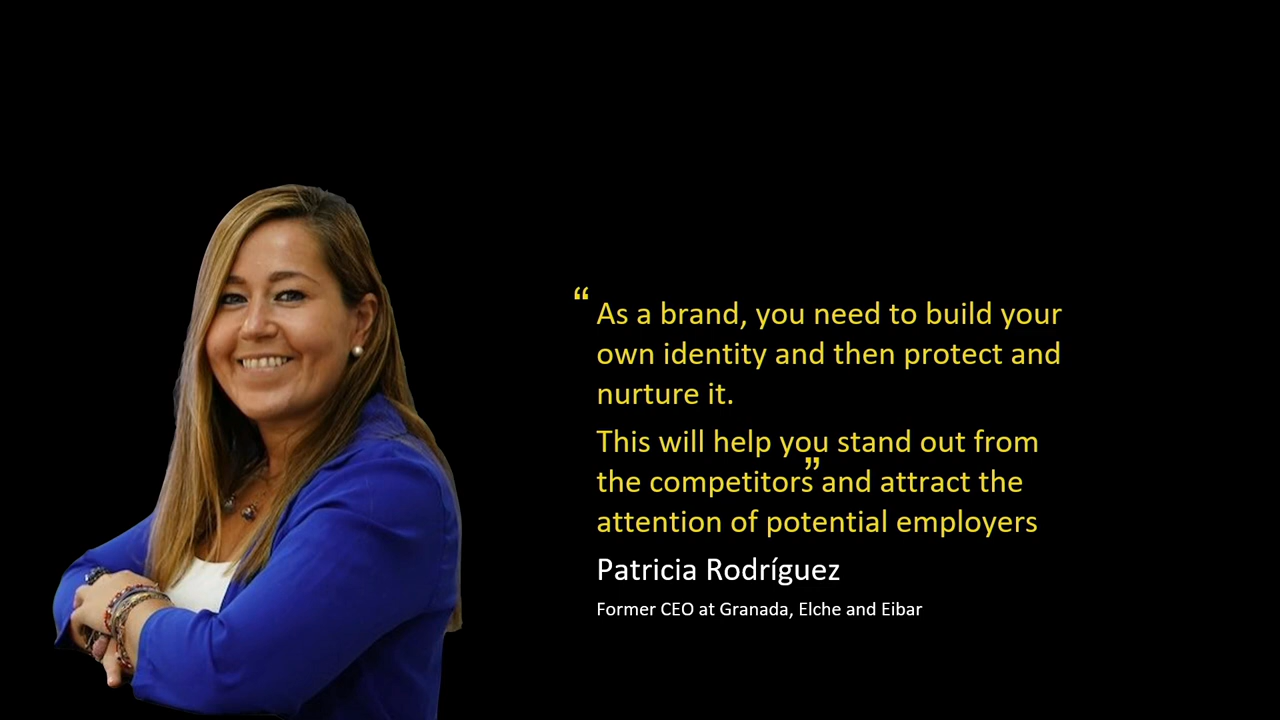 “ As a brand, you need to build your
own identity and then protect and
nurture it.
This will help you stand out from
the competitors” and attract the
attention of potential employers
Patricia Rodríguez
Former CEO at Granada, Elche and Eibar